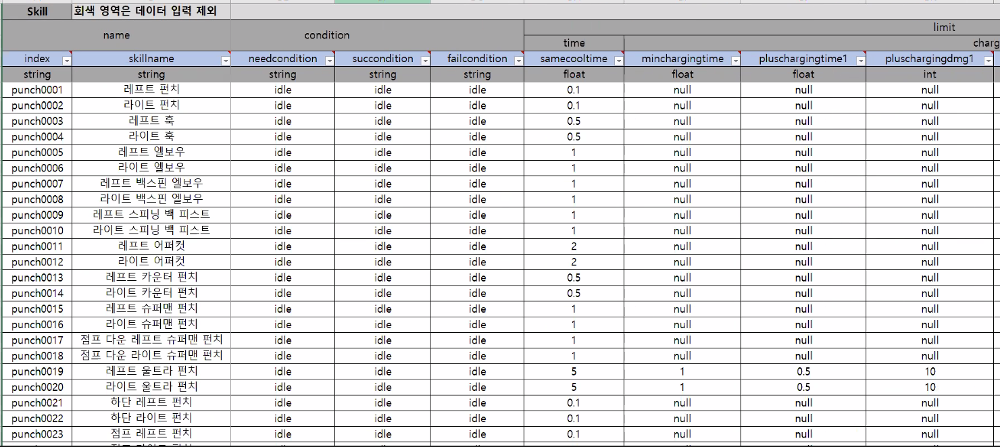 Skill 회색 영역은 데이터 입력 제외
name condition limit
time charg
index skillname needcondition succondition failcondition samecooltime minchargingtime pluschargingtime1 pluschargingdmg1
string string string string string float float float int
punch0001 레프트 펀치 idle idle idle 0.1 null null null
punch0002 라이트 펀치 idle idle idle 0.1 null null null
punch0003 레프트 훅 idle idle idle 0.5 null null null
punch0004 라이트 훅 idle idle idle 0.5 null null null
punch0005 레프트 엘보우 idle idle idle 1 null null null
punch0006 라이트 엘보우 idle idle idle 1 null null null
punch0007 레프트 백스핀 엘보우 idle idle idle 1 null null null
punch0008 라이트 백스핀 엘보우 idle idle idle 1 null null null
punch0009 레프트 스피닝 백 피스트 idle idle idle 1 null null null
punch0010 라이트 스피닝 백 피스트 idle idle idle 1 null null null
punch0011 레프트 어퍼컷 idle idle idle 2 null null null
punch0012 라이트 어퍼컷 idle idle idle 2 null null null
punch0013 레프트 카운터 펀치 idle idle idle 0.5 null null null
punch0014 라이트 카운터 펀치 idle idle idle 0.5 null null null
punch0015 레프트 슈퍼맨 펀치 idle idle idle 1 null null null
punch0016 라이트 슈퍼맨 펀치 idle idle idle 1 null null null
punch0017 점프 다운 레프트 슈퍼맨 펀치 idle idle idle 1 null null null
punch0018 점프 다운 라이트 슈퍼맨 펀치 idle idle idle 1 null null null
punch0019 레프트 울트라 펀치 idle idle idle 5 1 0.5 10
punch0020 라이트 울트라 펀치 idle idle idle 5 1 0.5 10
punch0021 하단 레프트 펀치 idle idle idle 0.1 null null null
punch0022 하단 라이트 펀치 idle idle idle 0.1 null null null
punch0023 점프 레프트 펀치 idle idle idle 0.1 null null null